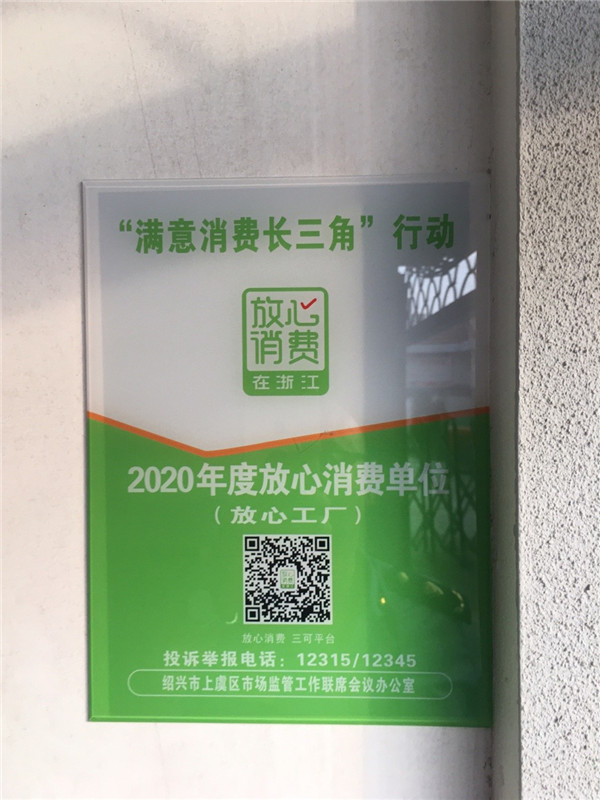 “满意消费长三角”行动
放心
消费
在浙江
2020年度放心消费单位
（放心工厂）
放心消费 三可平台
投诉举报电话：12315/12345
绍兴市上虞区市场监管工作联席会议办公室